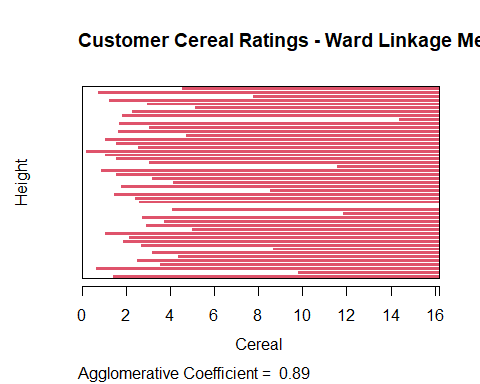 Customer Cereal Ratings - Ward Linkage Me
Height
0 2 4 6 8 10 12 14 16
Cereal
Agglomerative Coefficient = 0.89